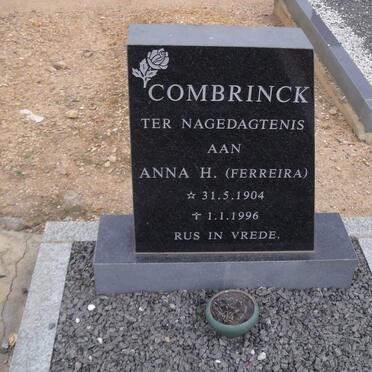 COMBRINCK
TER NAGEDAGTENIS
AAN
ANNA H. (FERREIRA)
☆ 31.5.1904
✝ 1.1.1996
RUS IN VREDE.